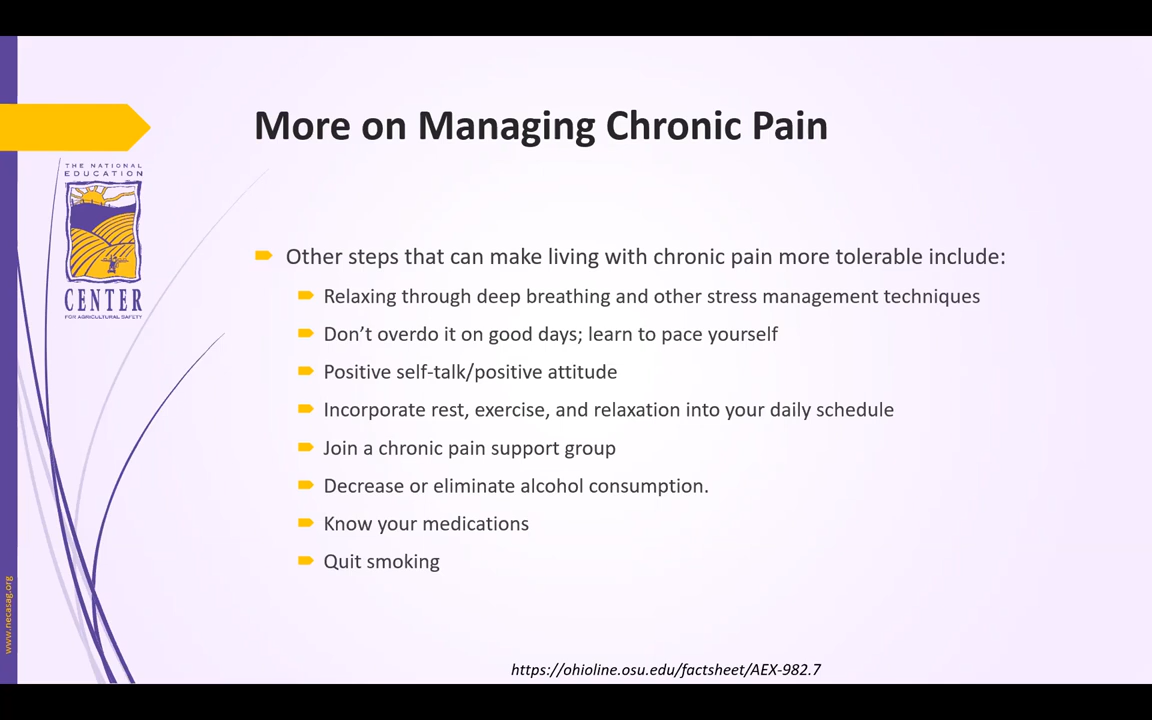 More on Managing Chronic Pain
THE NATIONAL
EDUCATION
CENTER
FOR AGRICULTURAL SAFETY
Other steps that can make living with chronic pain more tolerable include:
Relaxing through deep breathing and other stress management techniques
Don’t overdo it on good days; learn to pace yourself
Positive self-talk/positive attitude
Incorporate rest, exercise, and relaxation into your daily schedule
Join a chronic pain support group
Decrease or eliminate alcohol consumption.
Know your medications
Quit smoking
www.necasag.org
https://ohioline.osu.edu/factsheet/AEX-982.7